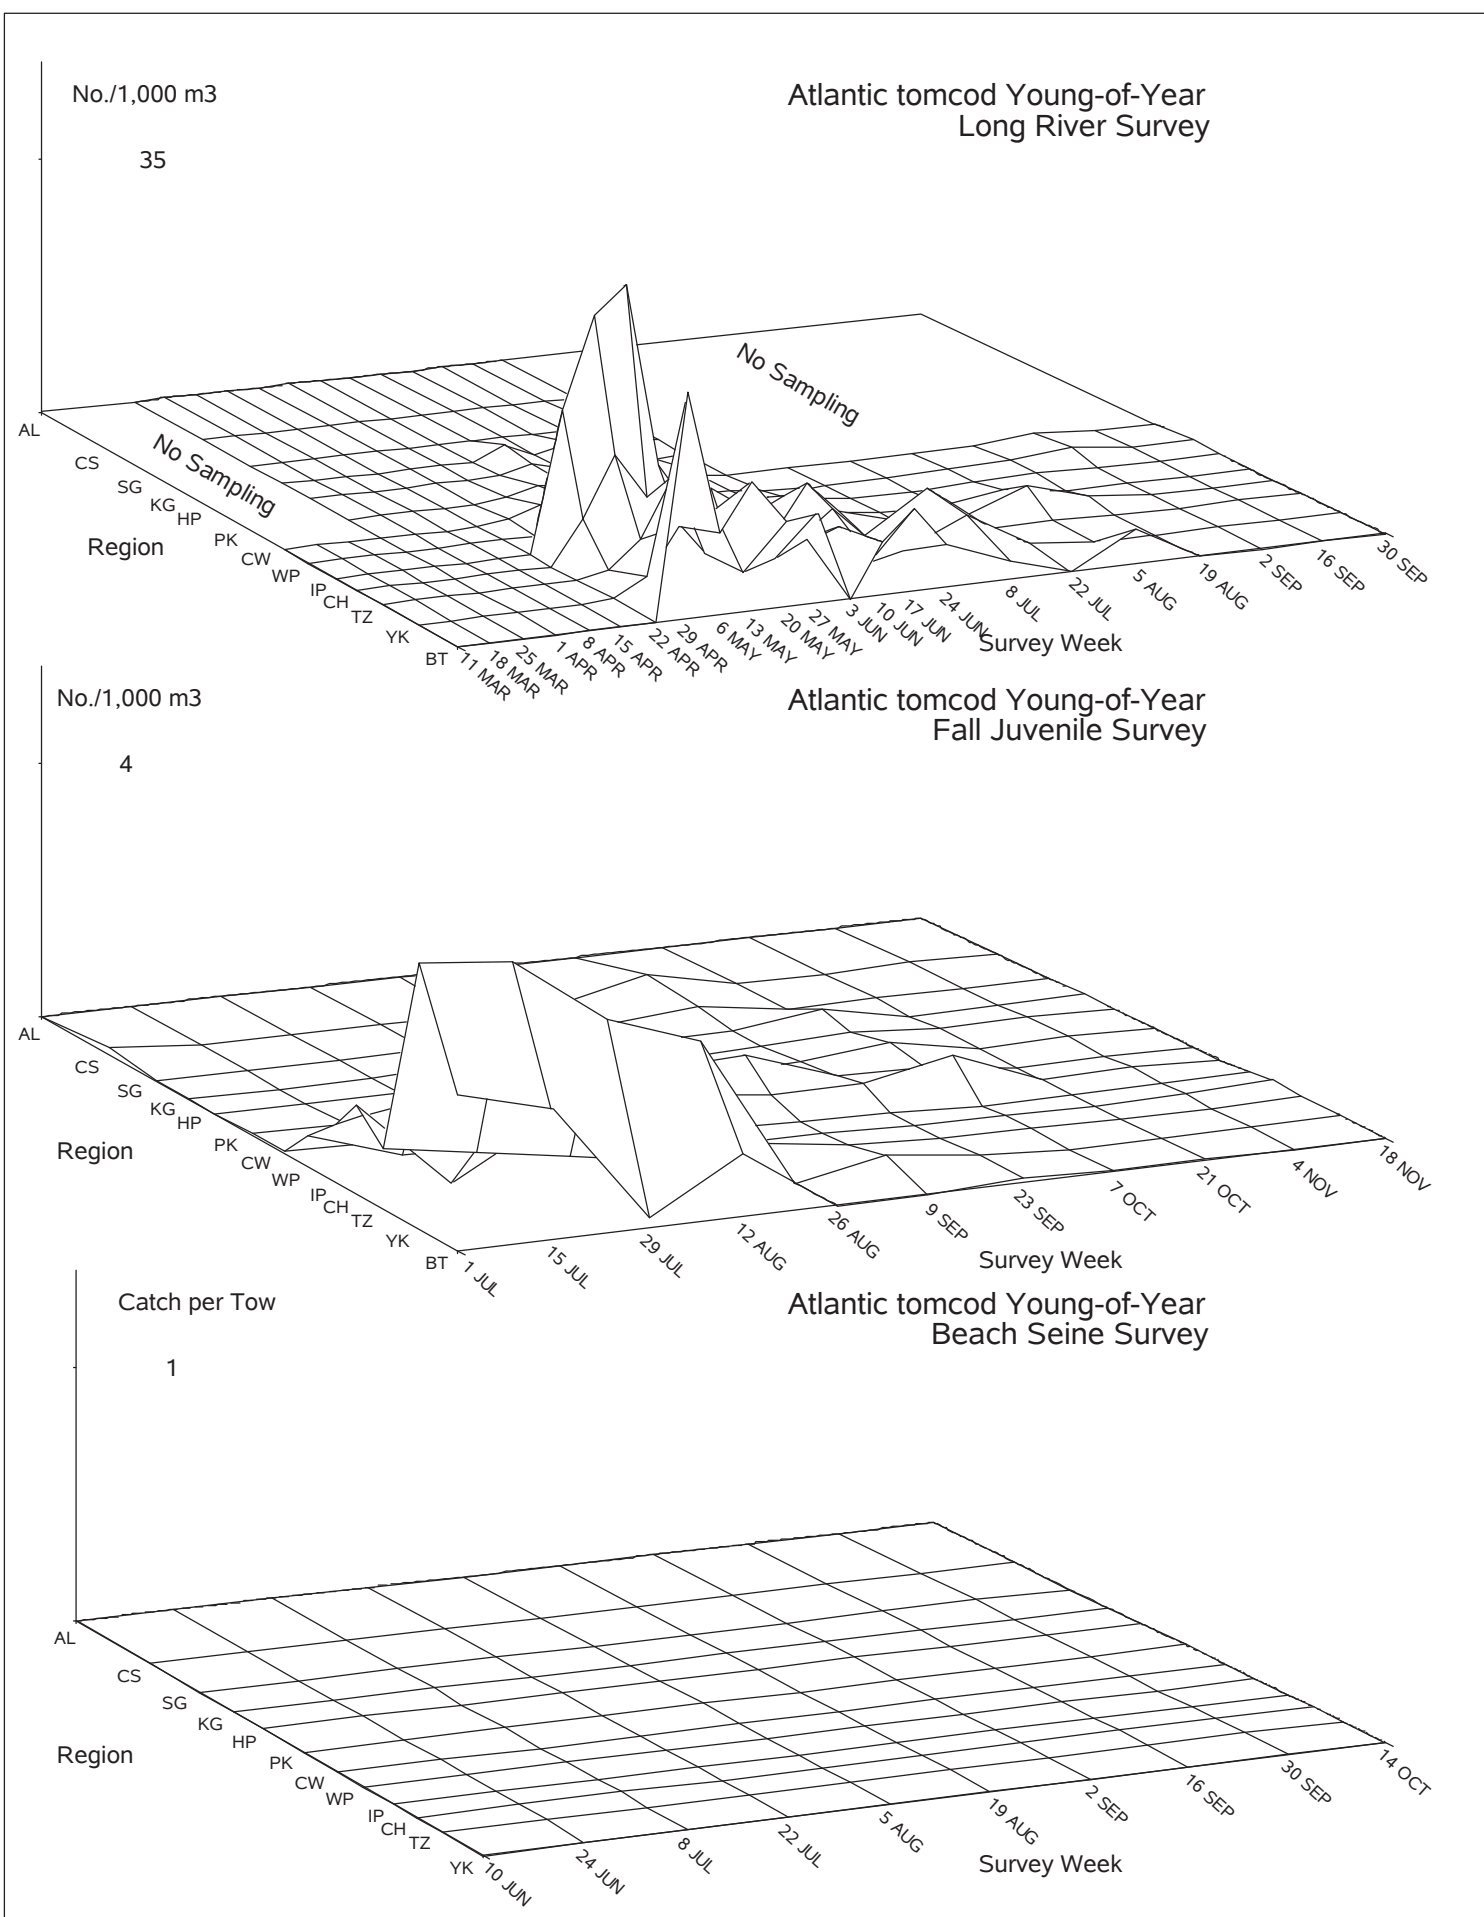 No./1,000 m3
Atlantic tomcod Young-of-Year
Long River Survey
35
No Sampling
No Sampling
AL
CS
SG
KG
HP
PK
CW
WP
IP
CH
TZ
YK
BT
Region
11 MAR
18 MAR
25 MAR
1 APR
8 APR
15 APR
22 APR
29 APR
6 MAY
13 MAY
20 MAY
27 MAY
3 JUN
10 JUN
17 JUN
24 JUN
8 JUL
22 JUL
5 AUG
19 AUG
2 SEP
16 SEP
30 SEP
Survey Week
No./1,000 m3
Atlantic tomcod Young-of-Year
Fall Juvenile Survey
4
AL
CS
SG
KG
HP
PK
CW
WP
IP
CH
TZ
YK
BT
Region
1 JUL
15 JUL
29 JUL
12 AUG
26 AUG
9 SEP
23 SEP
7 OCT
21 OCT
4 NOV
18 NOV
Survey Week
Catch per Tow
Atlantic tomcod Young-of-Year
Beach Seine Survey
1
AL
CS
SG
KG
HP
PK
CW
WP
IP
CH
TZ
YK
Region
10 JUN
24 JUN
8 JUL
22 JUL
5 AUG
19 AUG
2 SEP
16 SEP
30 SEP
14 OCT
Survey Week